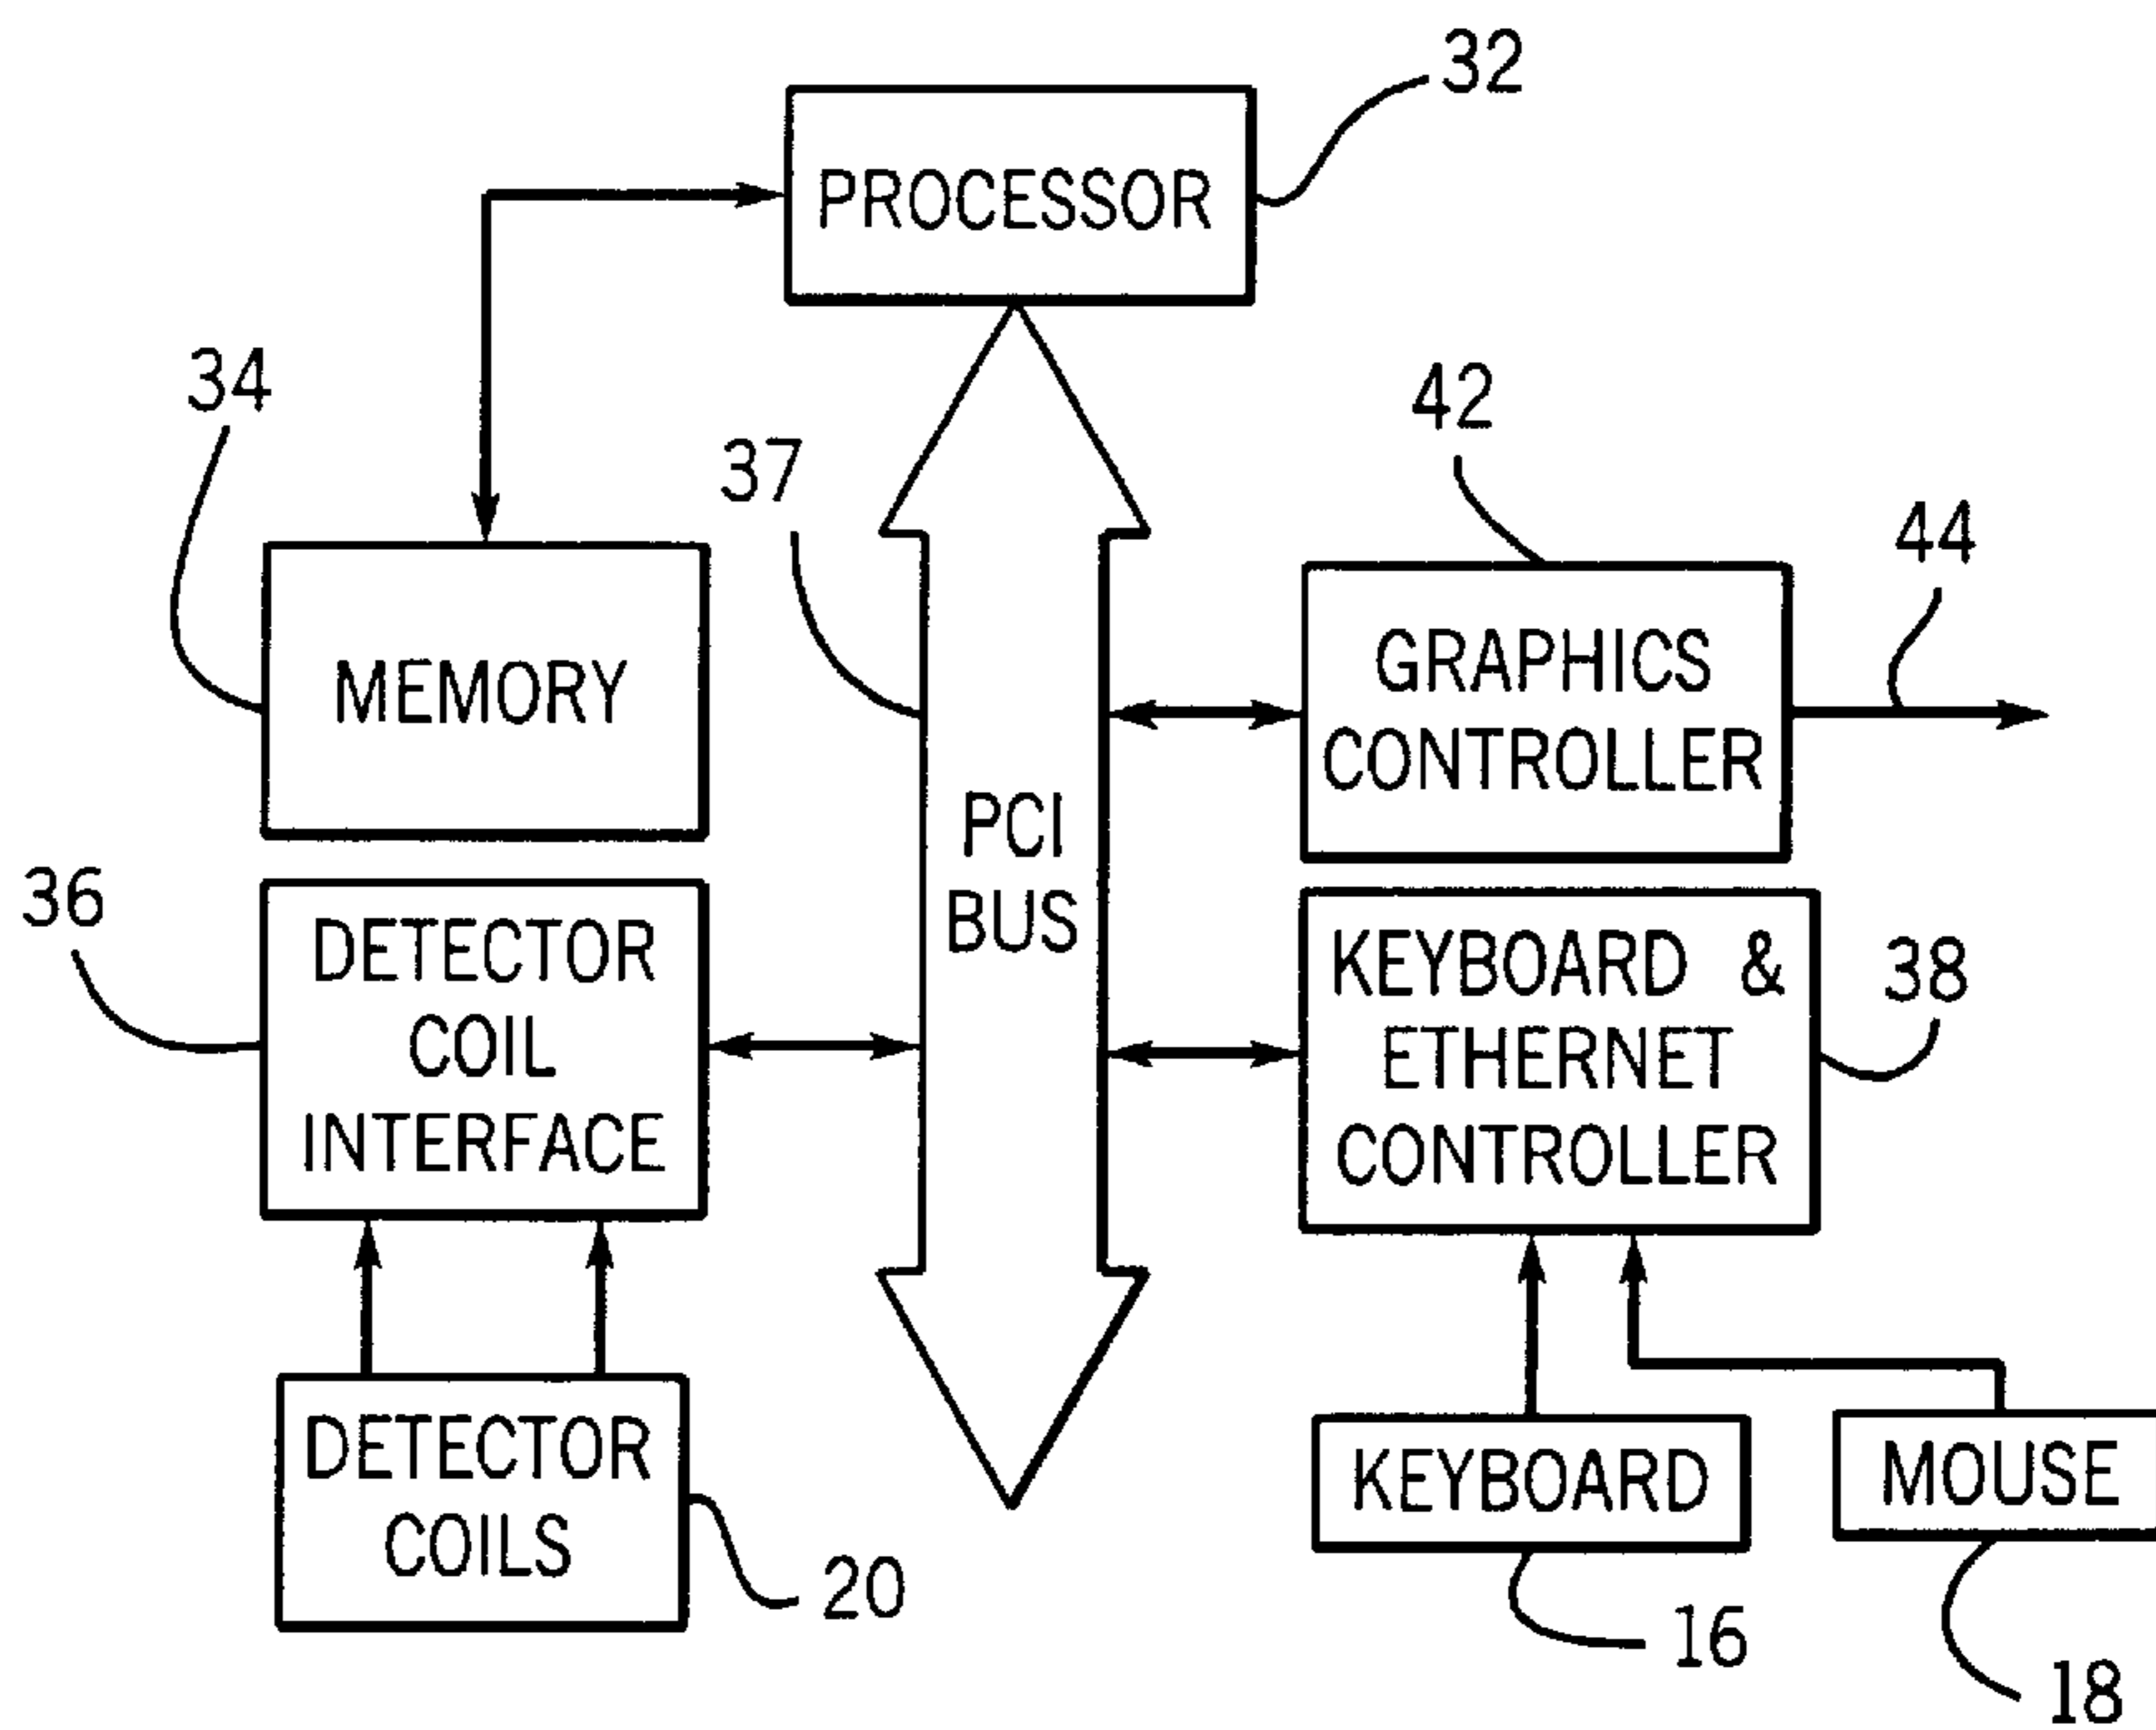 32
PROCESSOR
34
37
42
44
MEMORY
GRAPHICS
CONTROLLER
PCI
BUS
36
DETECTOR
COIL
INTERFACE
KEYBOARD &
ETHERNET
CONTROLLER
38
DETECTOR
COILS
20
KEYBOARD
MOUSE
16
18